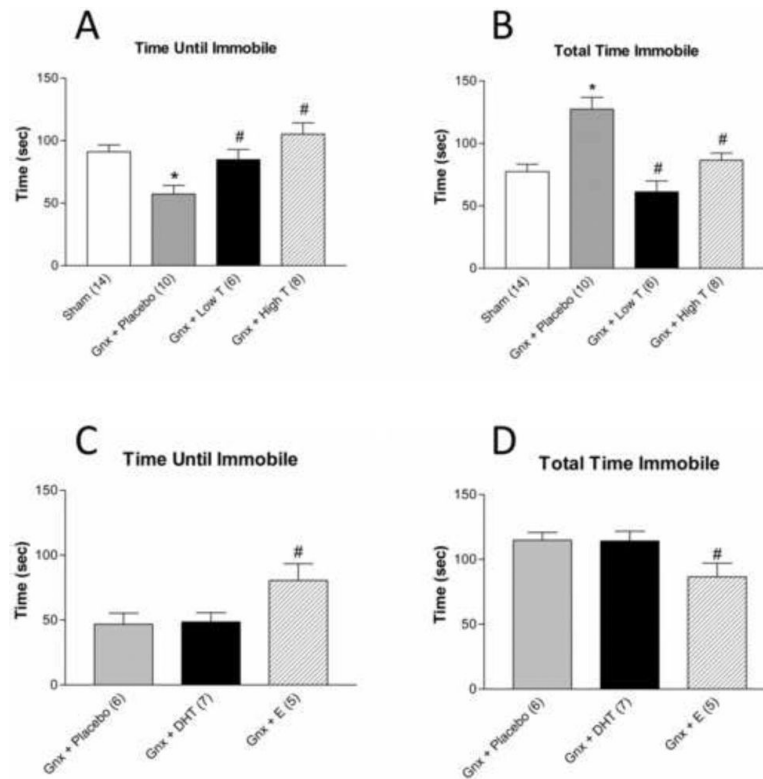 A
Time Until Immobile
Time (sec)
150
100
50
0
*
#
#
Sham (14)
Gnx + Placebo (10)
Gnx + Low T (6)
Gnx + High T (8)
B
Total Time Immobile
Time (sec)
150
100
50
0
*
#
#
Sham (14)
Gnx + Placebo (10)
Gnx + Low T (6)
Gnx + High T (8)
C
Time Until Immobile
Time (sec)
150
100
50
0
#
Gnx + Placebo (6)
Gnx + DHT (7)
Gnx + E (5)
D
Total Time Immobile
Time (sec)
150
100
50
0
#
Gnx + Placebo (6)
Gnx + DHT (7)
Gnx + E (5)